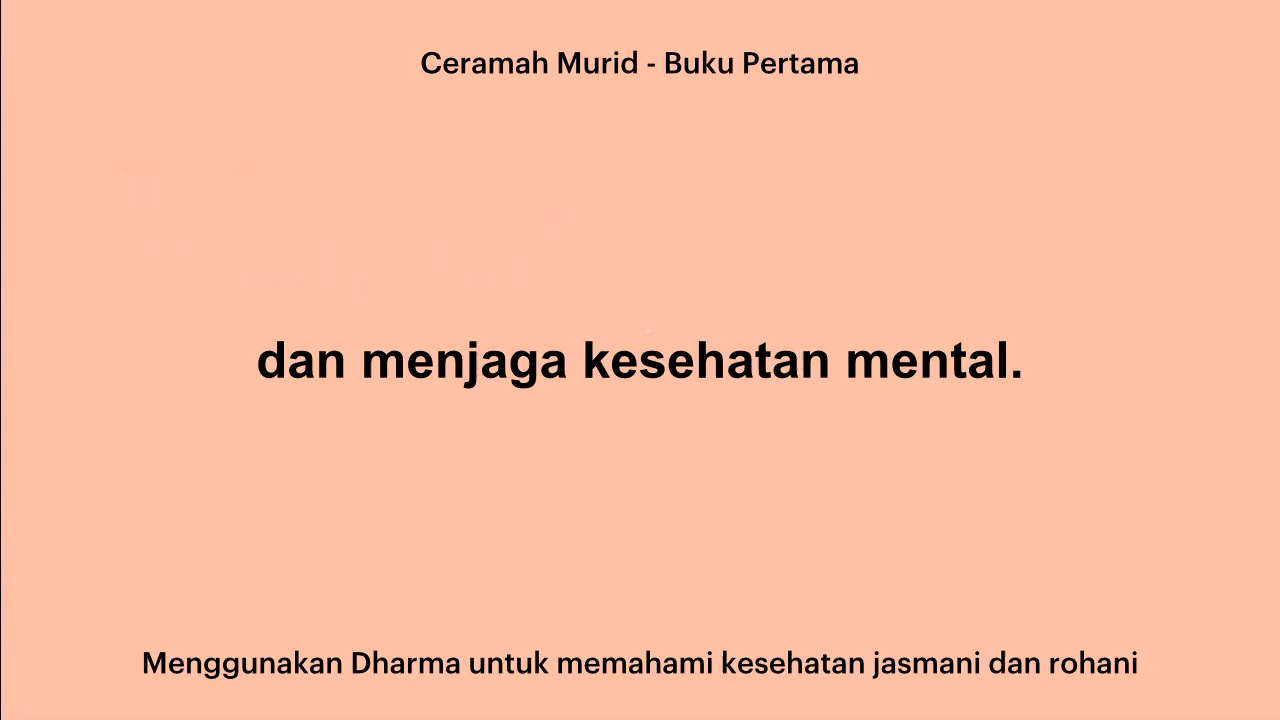 Ceramah Murid - Buku Pertama
dan menjaga kesehatan mental.
Menggunakan Dharma untuk memahami kesehatan jasmani dan rohani